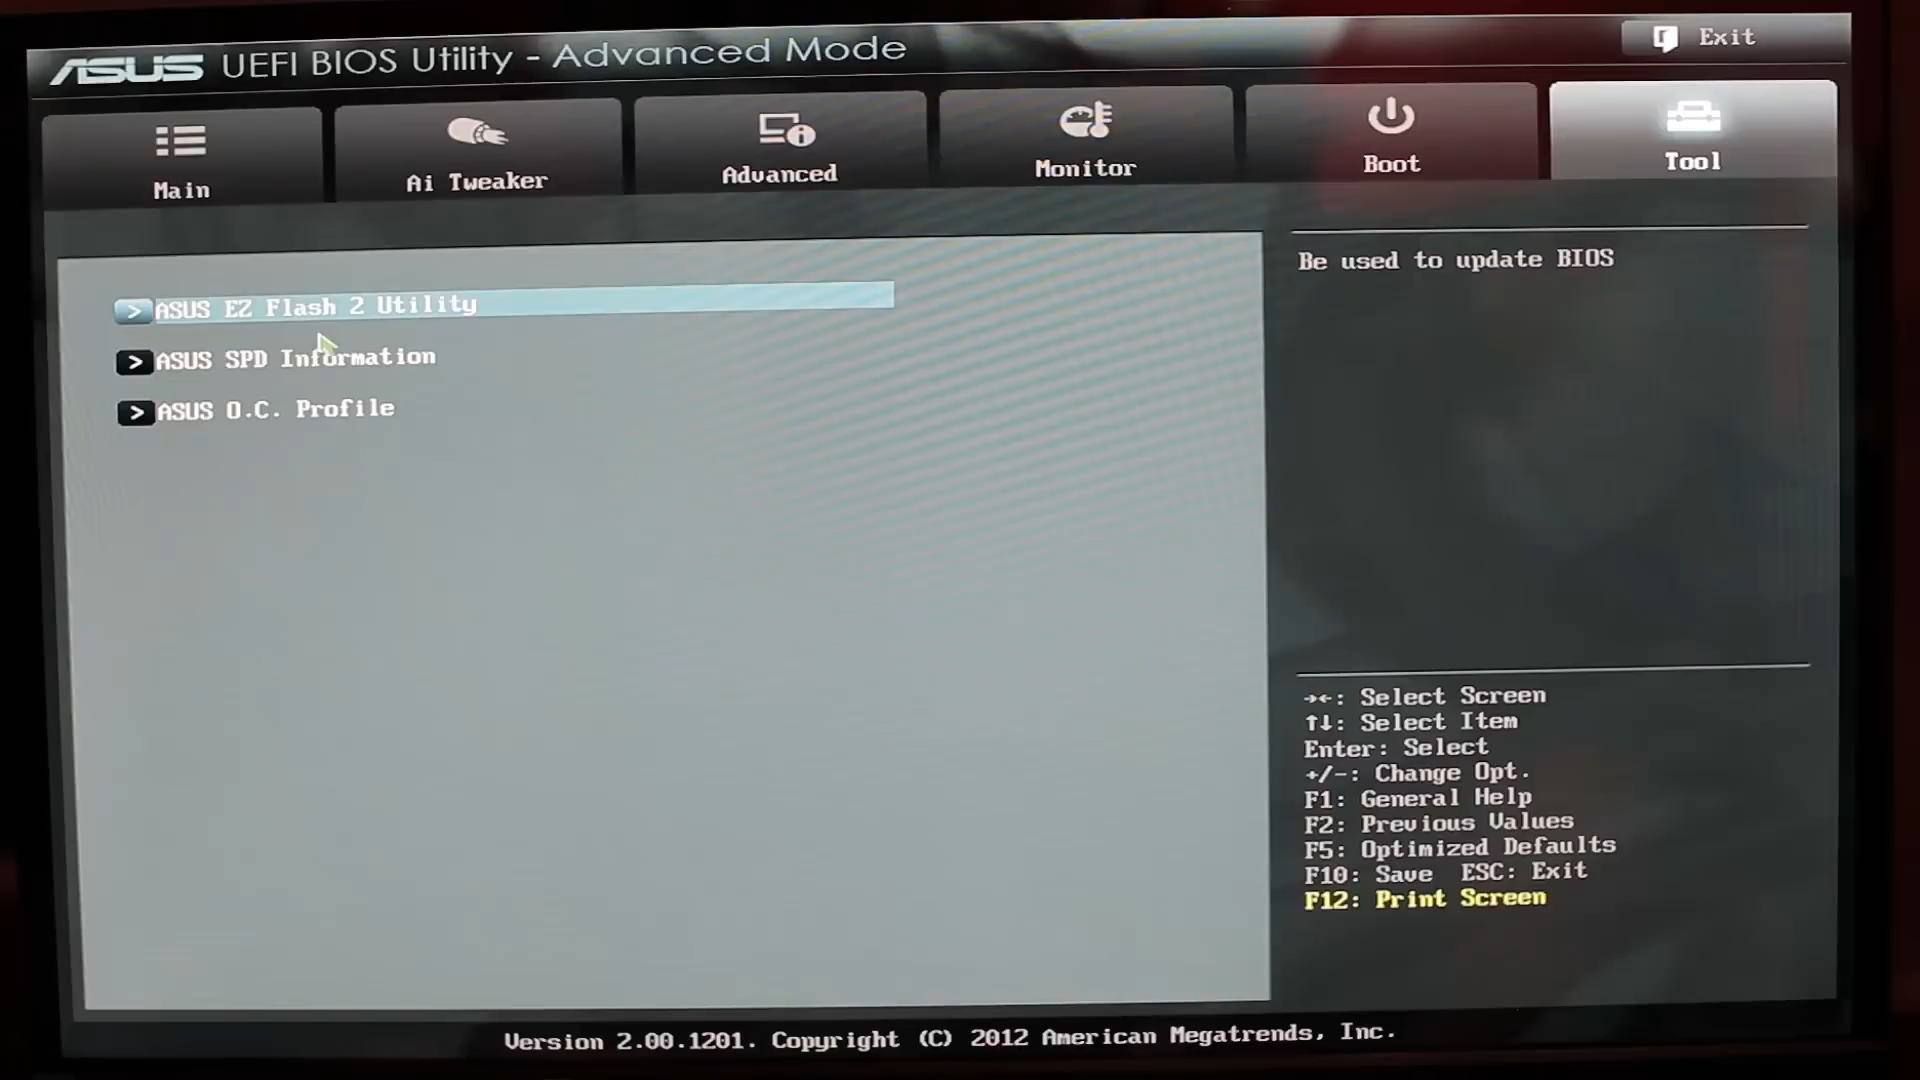 ASUS UEFI BIOS Utility - Advanced Mode
Exit
Main
Ai Tweaker
Advanced
Monitor
Boot
Tool
> ASUS EZ Flash 2 Utility
> ASUS SPD Information
> ASUS O.C. Profile
Be used to update BIOS
→←: Select Screen
↑↓: Select Item
Enter: Select
+/-: Change Opt.
F1: General Help
F2: Previous Values
F5: Optimized Defaults
F10: Save ESC: Exit
F12: Print Screen
Version 2.00.1201. Copyright (C) 2012 American Megatrends, Inc.